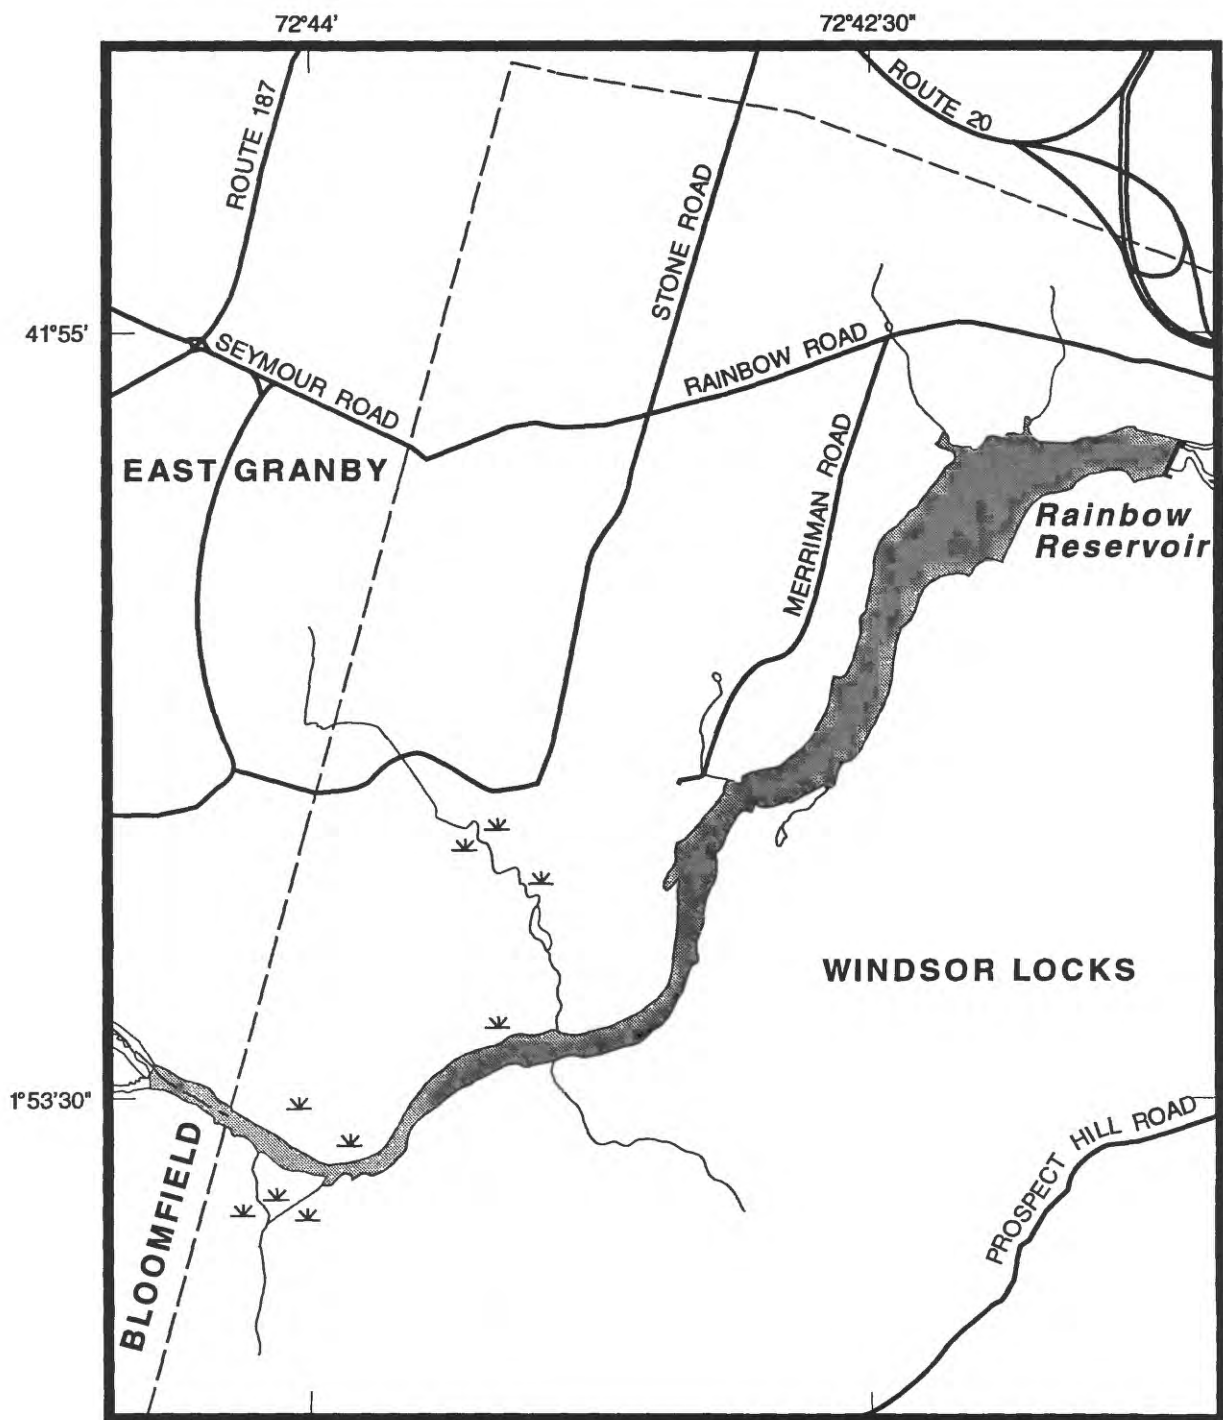 72°44'
72°42'30"
ROUTE 187
ROUTE 20
STONE ROAD
41°55'
SEYMOUR ROAD
RAINBOW ROAD
EAST GRANBY
MERRIMAN ROAD
Rainbow
Reservoir
WINDSOR LOCKS
1°53'30"
BLOOMFIELD
PROSPECT HILL ROAD